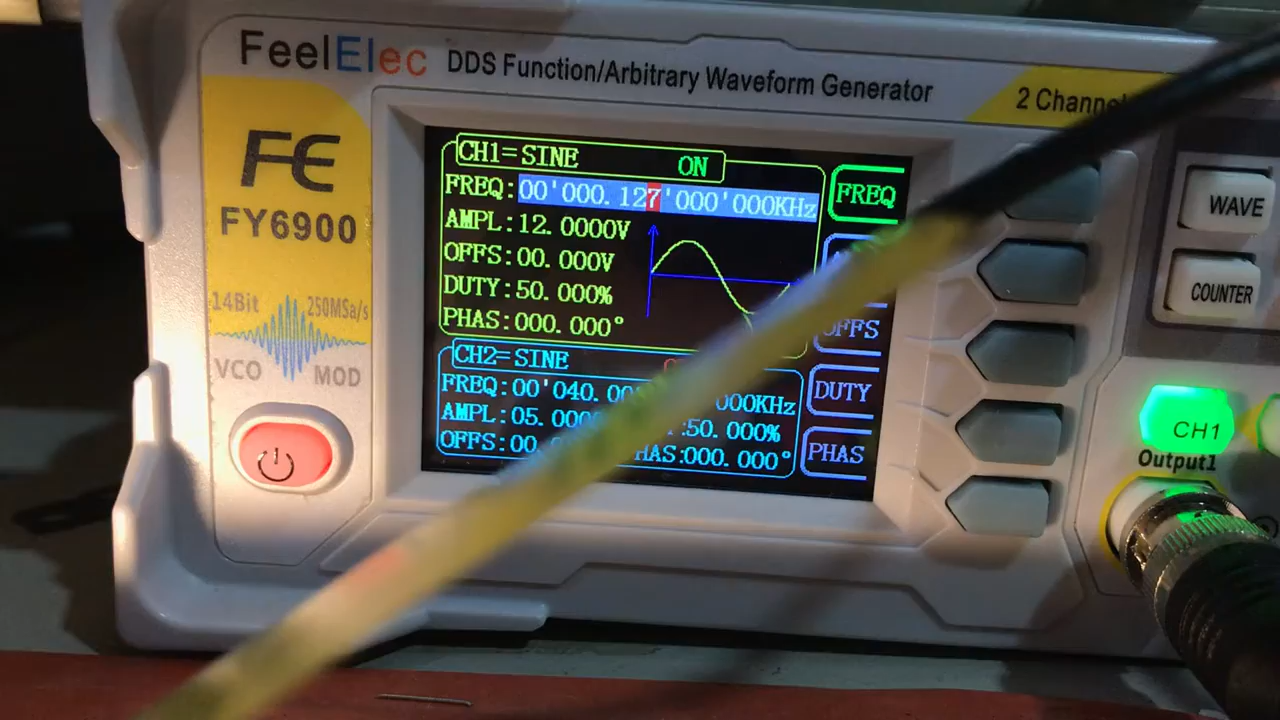 FeelElec DDS Function/Arbitrary Waveform Generator
2 Channel
FE
FY6900
14Bit 250MSa/s
VCO MOD
CH1=SINE ON
FREQ:00'000.127'000'000KHz
AMPL:12.0000V
OFFS:00.000V
DUTY:50.000%
PHAS:000.000°
CH2=SINE
FREQ:00'040.00 000KHz
AMPL:05.000 :50.000%
OFFS:00. HAS:000.000°
FREQ
OFFS
DUTY
PHAS
WAVE
COUNTER
CH1
Output1